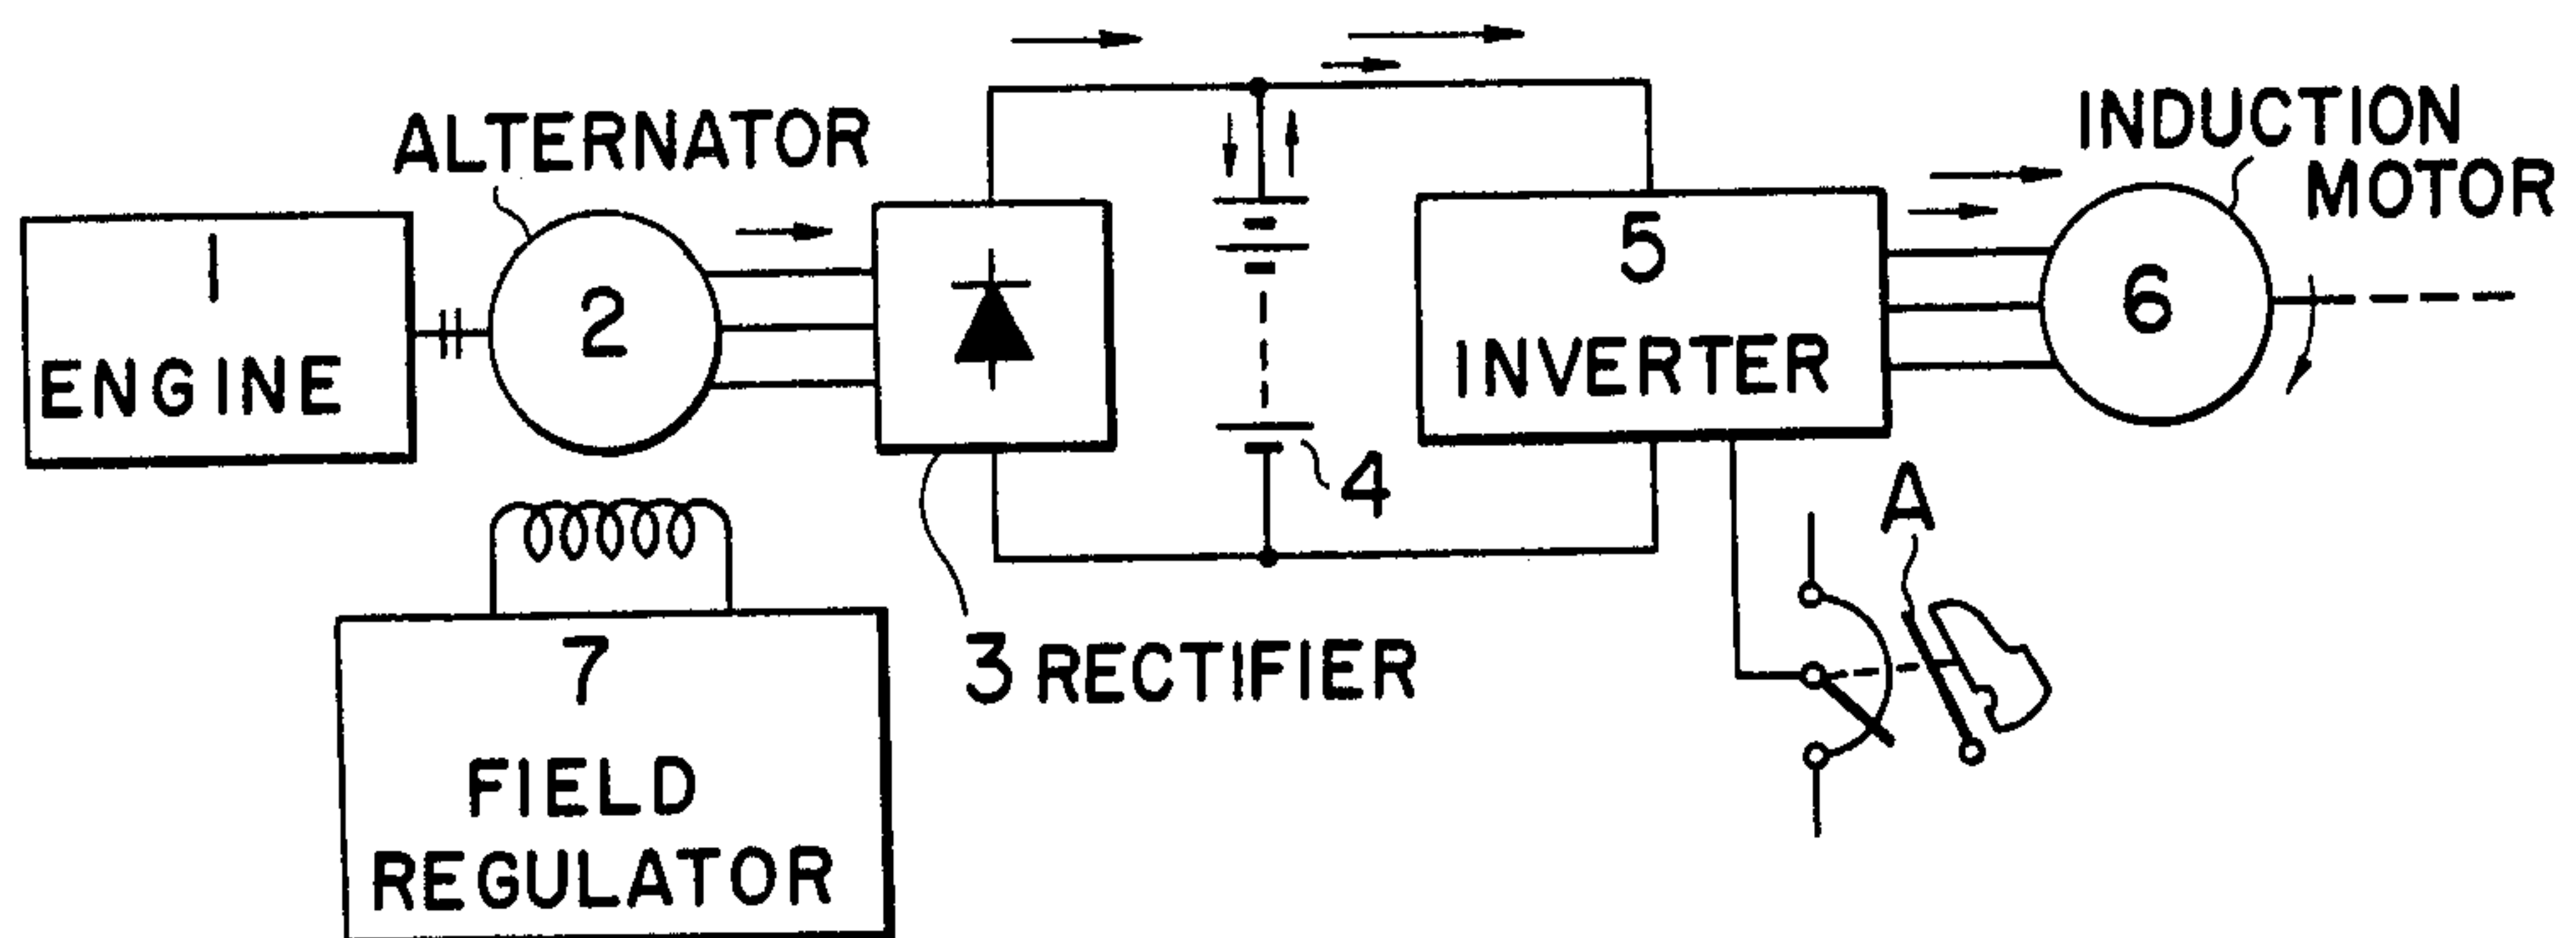 ALTERNATOR
INDUCTION
MOTOR
1
ENGINE
2
5
INVERTER
6
4
A
3 RECTIFIER
7
FIELD
REGULATOR